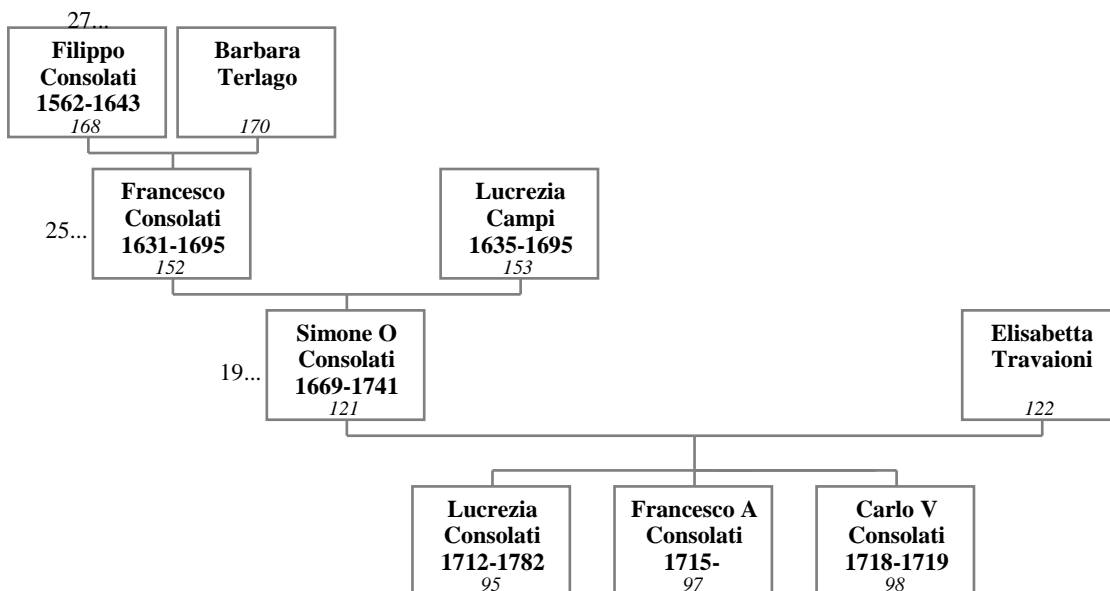 27...
Filippo
Consolati
1562-1643
168
Barbara
Terlago
170
25...
Francesco
Consolati
1631-1695
152
Lucrezia
Campi
1635-1695
153
19...
Simone O
Consolati
1669-1741
121
Elisabetta
Travaioni
122
Lucrezia
Consolati
1712-1782
95
Francesco A
Consolati
1715-
97
Carlo V
Consolati
1718-1719
98